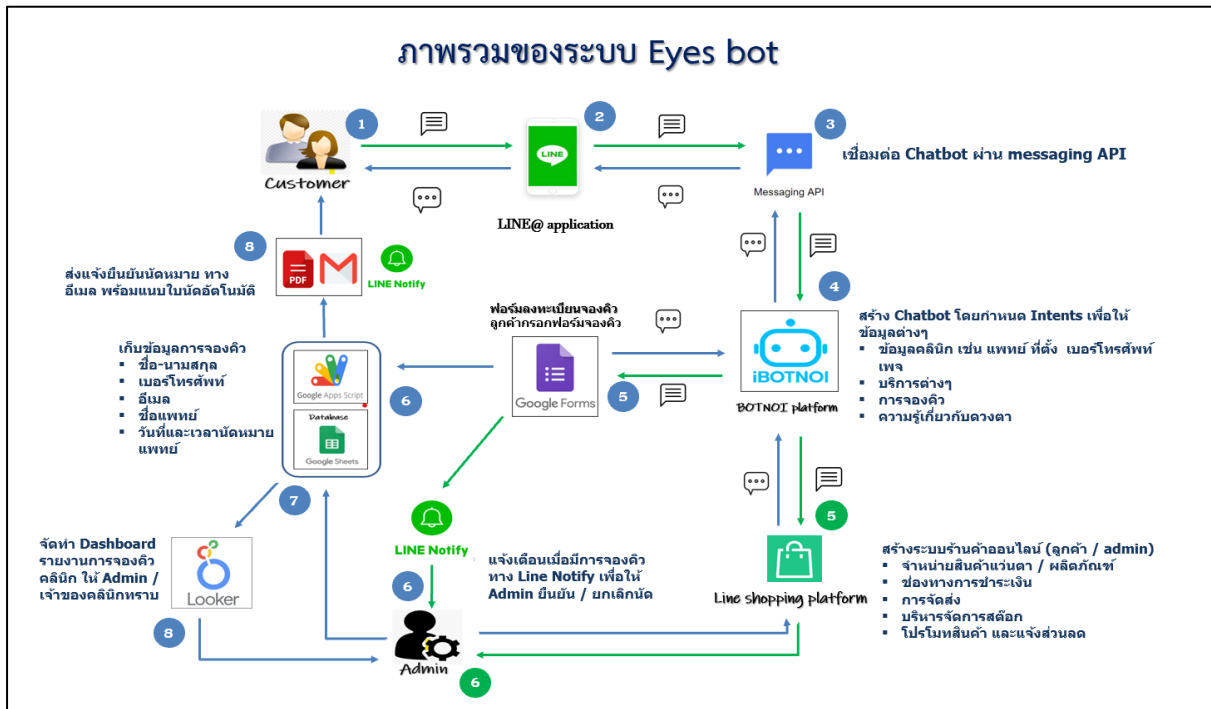 ภาพรวมของระบบ Eyes bot
1
2
3
Customer
LINE
LINE@ application
Messaging API
เชื่อมต่อ Chatbot ผ่าน messaging API
8
PDF
LINE Notify
ส่งแจ้งยืนยันนัดหมาย ทาง
อีเมล พร้อมแนบใบนัดอัตโนมัติ
4
iBOTNOI
BOTNOI platform
สร้าง Chatbot โดยกำหนด Intents เพื่อให้
ข้อมูลต่างๆ
▪ ข้อมูลคลินิก เช่น แพทย์ ที่ตั้ง เบอร์โทรศัพท์
เพจ
▪ บริการต่างๆ
▪ การจองคิว
▪ ความรู้เกี่ยวกับดวงตา
ฟอร์มลงทะเบียนจองคิว
ลูกค้ากรอกฟอร์มจองคิว
Google Forms
5
เก็บข้อมูลการจองคิว
▪ ชื่อ-นามสกุล
▪ เบอร์โทรศัพท์
▪ อีเมล
▪ ชื่อแพทย์
▪ วันที่และเวลานัดหมาย
แพทย์
Google Apps Script
Database
Google Sheets
6
7
จัดทำ Dashboard
รายงานการจองคิว
คลินิก ให้ Admin /
เจ้าของคลินิกทราบ
Looker
8
LINE Notify
6
แจ้งเตือนเมื่อมีการจองคิว
ทาง Line Notify เพื่อให้
Admin ยืนยัน / ยกเลิกนัด
Admin
6
5
Line shopping platform
สร้างระบบร้านค้าออนไลน์ (ลูกค้า / admin)
▪ จำหน่ายสินค้าแว่นตา / ผลิตภัณฑ์
▪ ช่องทางการชำระเงิน
▪ การจัดส่ง
▪ บริหารจัดการสต๊อก
▪ โปรโมทสินค้า และแจ้งส่วนลด